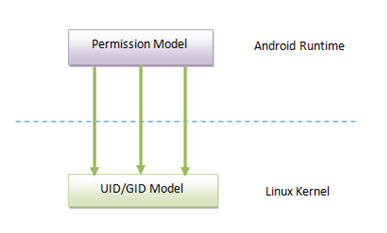 Permission Model
Android Runtime
UID/GID Model
Linux Kernel